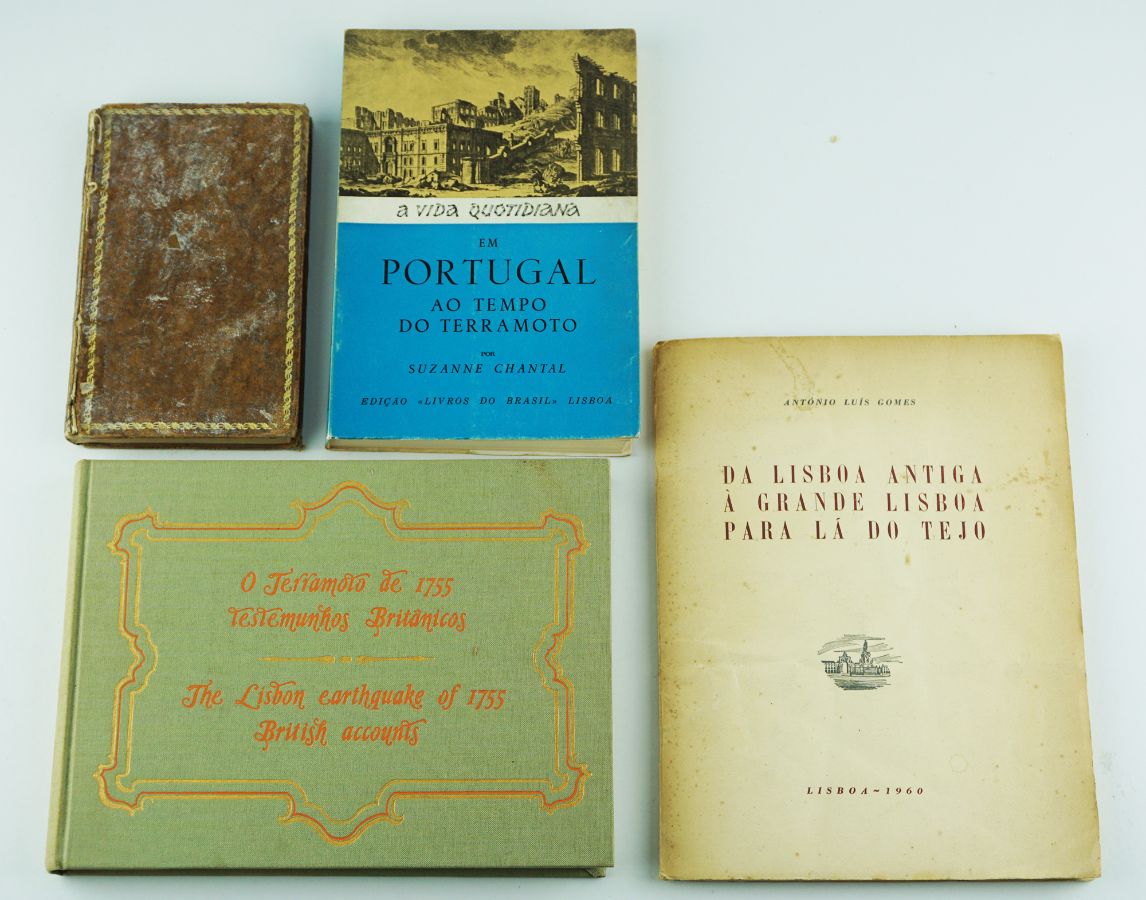 A VIDA QUOTIDIANA
EM
PORTUGAL
AO TEMPO
DO TERRAMOTO
POR
SUZANNE CHANTAL
EDIÇÃO «LIVROS DO BRASIL» LISBOA
O Terramoto de 1755
Testemunhos Britânicos
The Lisbon earthquake of 1755
British accounts
ANTÓNIO LUÍS GOMES
DA LISBOA ANTIGA
À GRANDE LISBOA
PARA LÁ DO TEJO
LISBOA ~ 1960